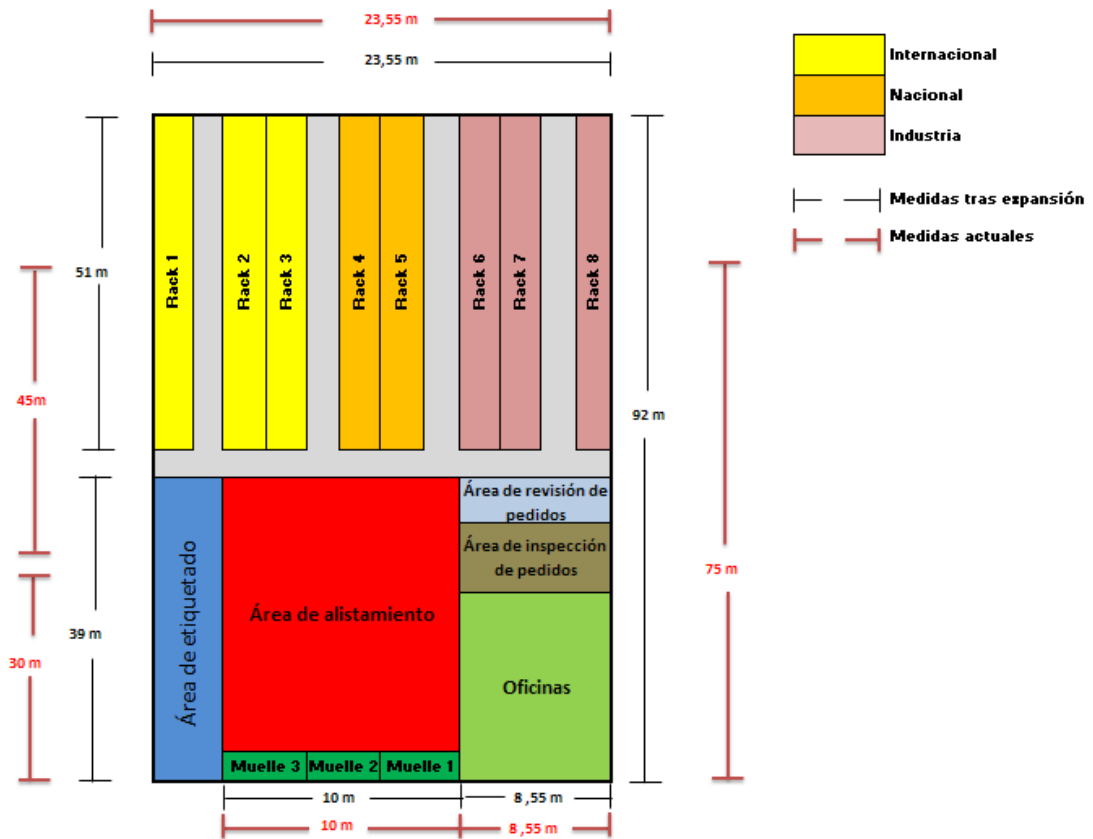 23,55 m
23,55 m
Internacional
Nacional
Industria
Medidas tras expansión
Medidas actuales
Rack 1
Rack 2
Rack 3
Rack 4
Rack 5
Rack 6
Rack 7
Rack 8
51 m
45m
92 m
75 m
39 m
30 m
Área de etiquetado
Área de alistamiento
Área de revisión de
pedidos
Área de inspección
de pedidos
Oficinas
Muelle 3
Muelle 2
Muelle 1
10 m
8 ,55 m
10 m
8 ,55 m